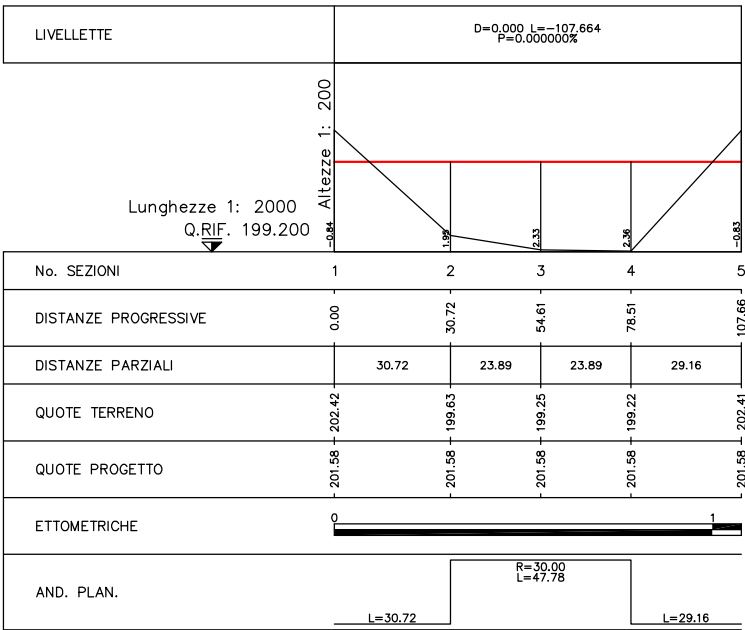 LIVELLETTE
D=0.000 L=-107.664
P=0.000000%
Altezze 1: 200
Lunghezze 1: 2000
Q.RIF. 199.200
-0.84 1.95 2.33 2.36 -0.83
No. SEZIONI 1 2 3 4 5
DISTANZE PROGRESSIVE 0.00 30.72 54.61 78.51 107.66
DISTANZE PARZIALI 30.72 23.89 23.89 29.16
QUOTE TERRENO 202.42 199.63 199.25 199.22 202.41
QUOTE PROGETTO 201.58 201.58 201.58 201.58 201.58
ETTOMETRICHE 0 1
AND. PLAN.
R=30.00
L=47.78
L=30.72 L=29.16